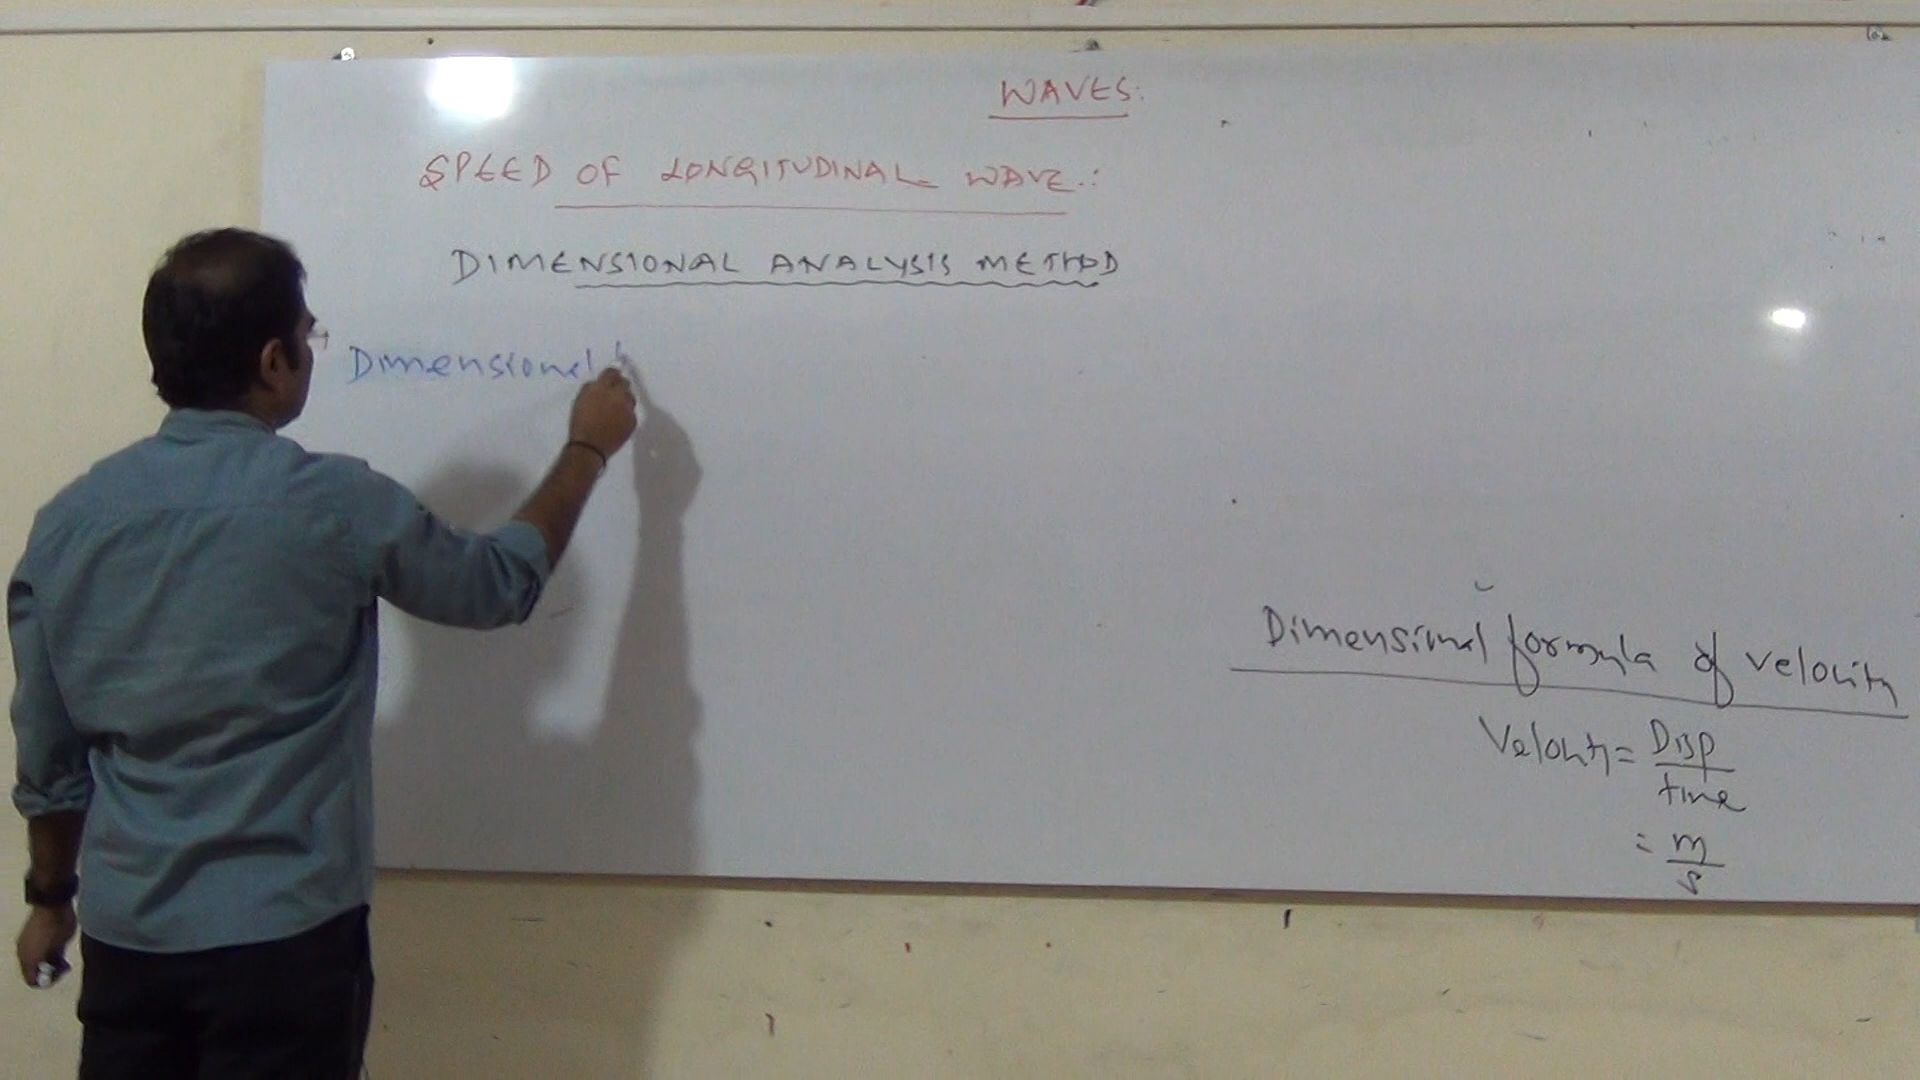 WAVES:
SPEED OF LONGITUDINAL WAVE.:
DIMENSIONAL ANALYSIS METHOD
Dimensional
Dimensional formula of velocity
Velocity = Disp
time
= m
s